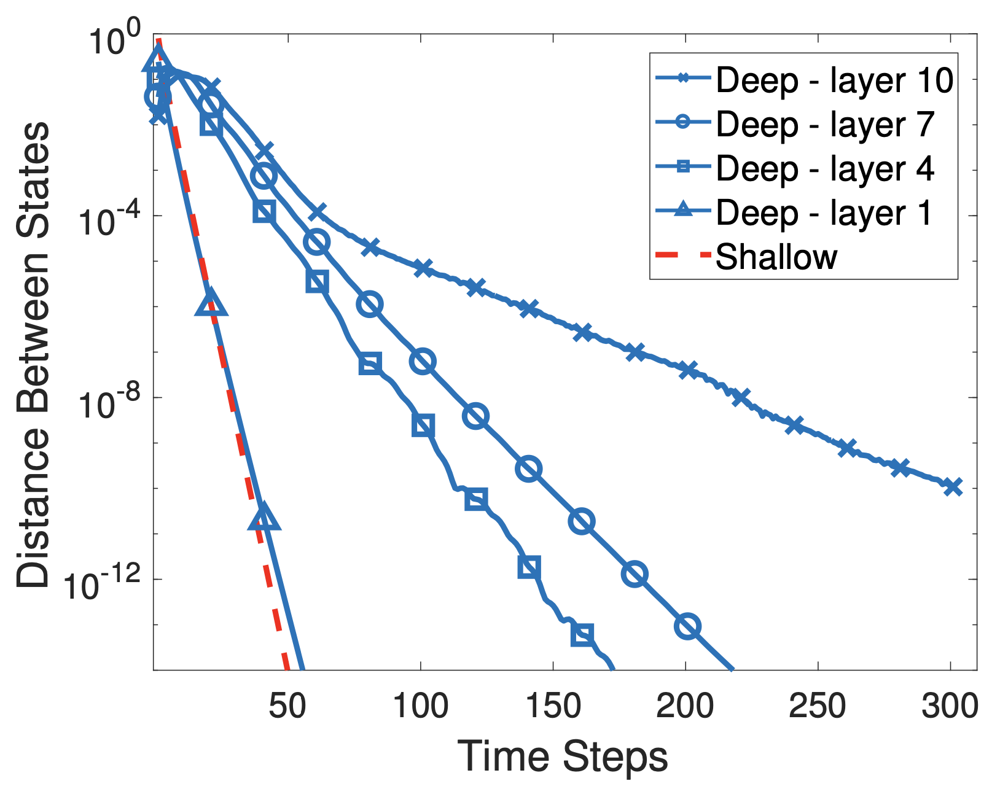 Distance Between States
10^0
10^-4
10^-8
10^-12
Deep - layer 10
Deep - layer 7
Deep - layer 4
Deep - layer 1
Shallow
50 100 150 200 250 300
Time Steps